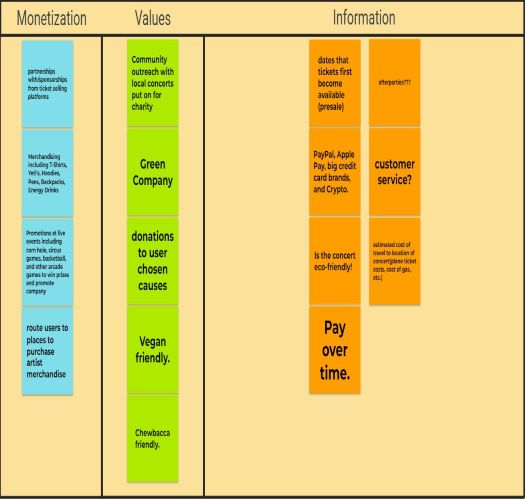 Monetization
Values
Information
partnerships
with/sponsorships
from ticket selling
platforms
Merchandising
including T-Shirts,
Yeti's, Hoodies,
Pens, Backpacks,
Energy Drinks
Promotions at live
events including
corn hole, circus
games, basketball,
and other arcade
games to win prizes
and promote
company
route users to
places to
purchase
artist
merchandise
Community
outreach with
local concerts
put on for
charity
Green
Company
donations
to user
chosen
causes
Vegan
friendly.
Chewbacca
friendly.
dates that
tickets first
become
available
(presale)
PayPal, Apple
Pay, big credit
card brands,
and Crypto.
Is the concert
eco-friendly!
Pay
over
time.
afterparties???
customer
service?
estimated cost of
travel to location of
concert(plane ticket
costs, cost of gas,
etc.)